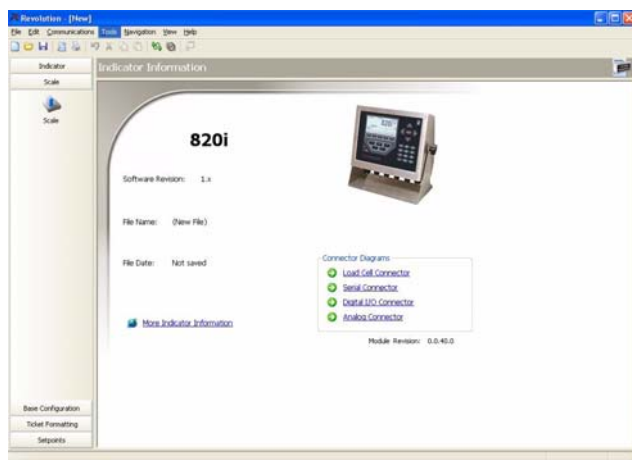 Revolution - [New]
File Edit Communications Tools Navigation View Help
Indicator
Indicator Information
Scale
Scale
820i
820i
Software Revision: 1.x
File Name: (New File)
File Date: Not saved
Connector Diagrams
Load Cell Connector
Serial Connector
Digital I/O Connector
Analog Connector
More Indicator Information
Module Revision: 0.0.40.0
Base Configuration
Ticket Formatting
Setpoints